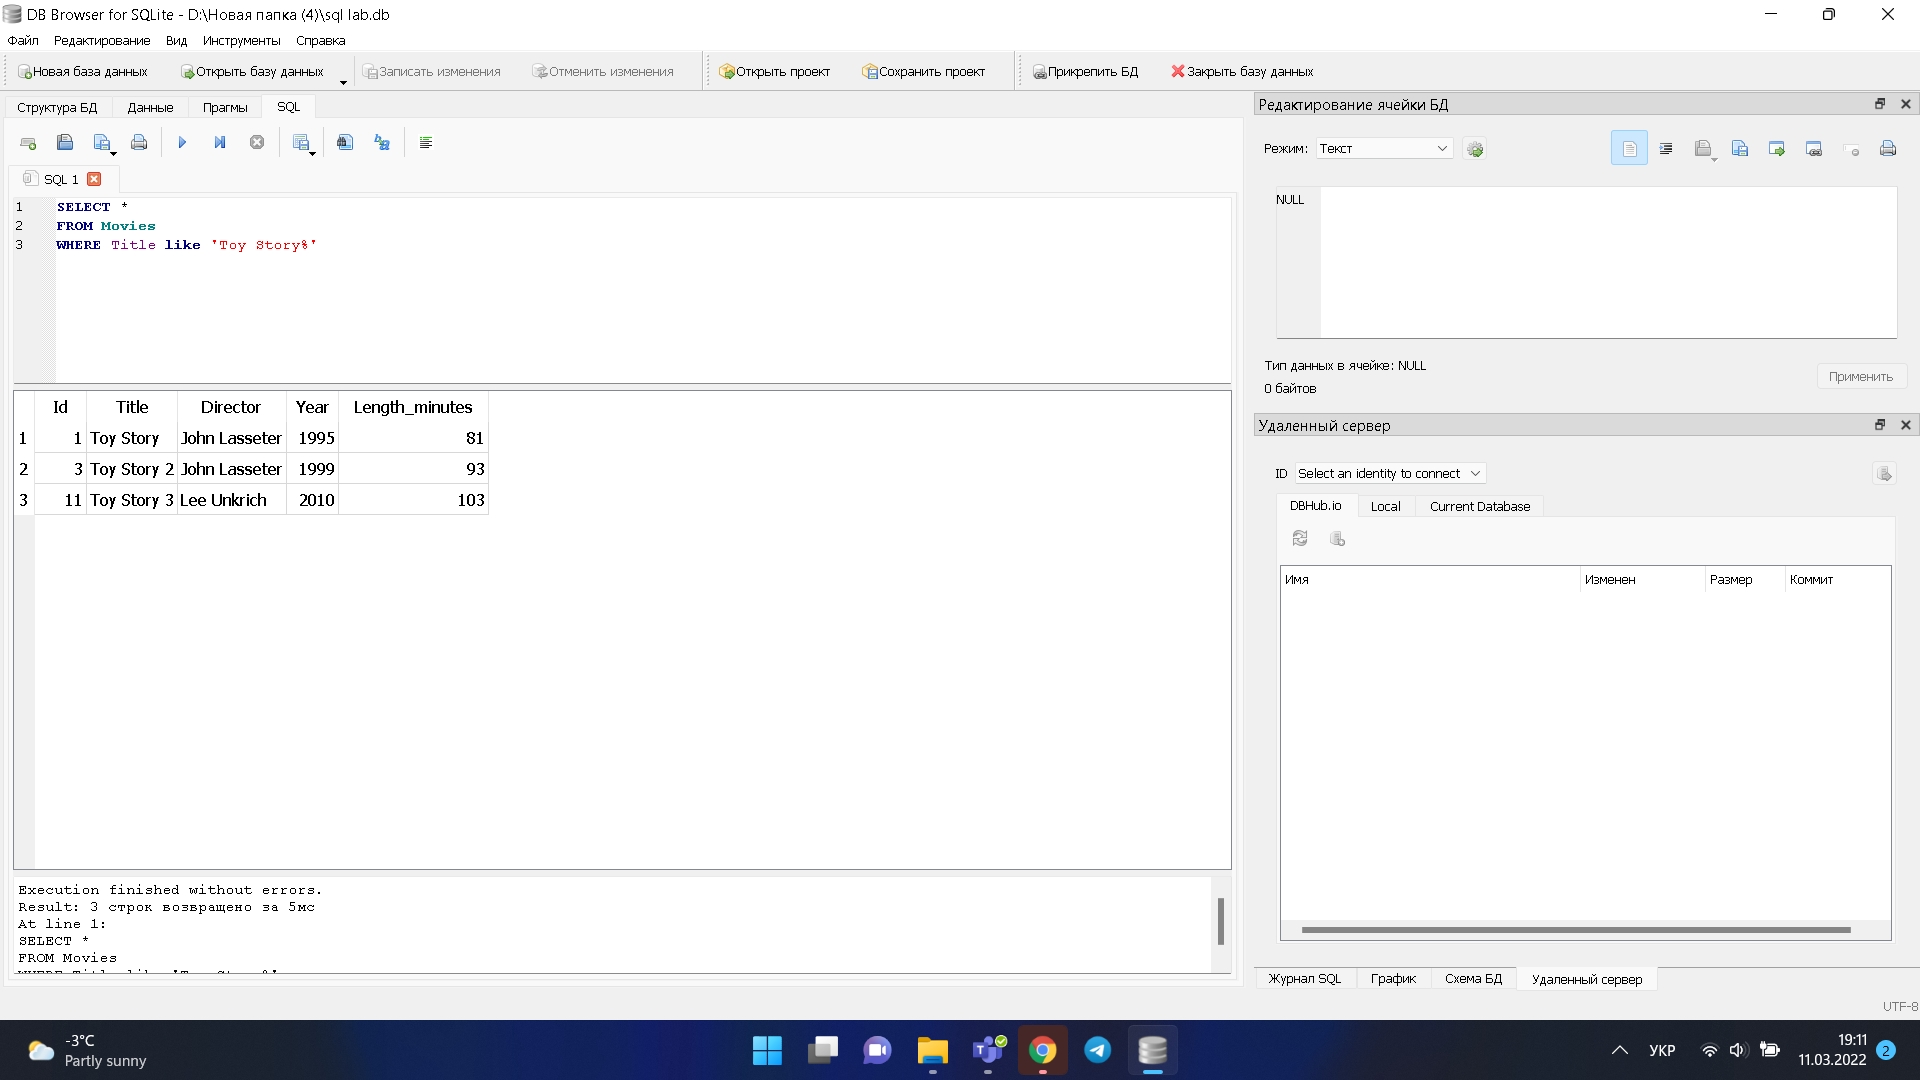 DB Browser for SQLite - D:\Новая папка (4)\sql lab.db
Файл Редактирование Вид Инструменты Справка
Новая база данных Открыть базу данных Записать изменения Отменить изменения Открыть проект Сохранить проект Прикрепить БД Закрыть базу данных
Структура БД Данные Прагмы SQL
SQL 1
1 SELECT *
2 FROM Movies
3 WHERE Title like 'Toy Story%'
Id Title Director Year Length_minutes
1 1 Toy Story John Lasseter 1995 81
2 3 Toy Story 2 John Lasseter 1999 93
3 11 Toy Story 3 Lee Unkrich 2010 103
Execution finished without errors.
Result: 3 строк возвращено за 5мс
At line 1:
SELECT *
FROM Movies
WHERE Title like 'Toy Story%'
Редактирование ячейки БД
Режим: Текст
NULL
Тип данных в ячейке: NULL
0 байтов
Применить
Удаленный сервер
ID Select an identity to connect
DBHub.io Local Current Database
Имя Изменен Размер Коммит
Журнал SQL График Схема БД Удаленный сервер
UTF-8
-3°C
Partly sunny
УКР
19:11
11.03.2022
2